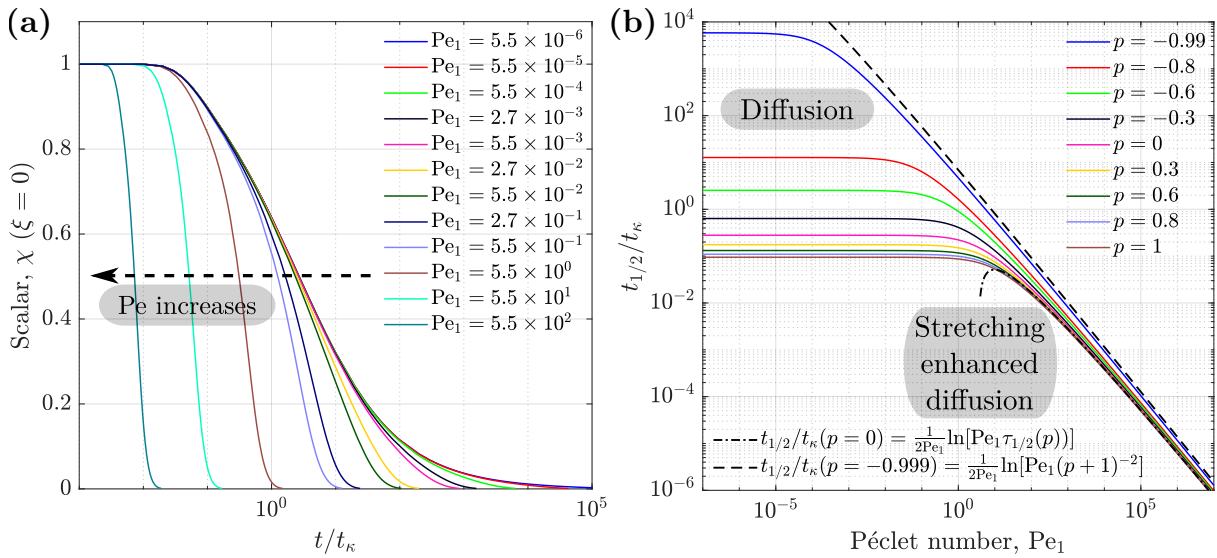 (a)
Scalar, χ (ξ = 0)
1
0.8
0.6
0.4
0.2
0
10⁰
10⁵
t/t_κ
Pe₁ = 5.5 × 10⁻⁶
Pe₁ = 5.5 × 10⁻⁵
Pe₁ = 5.5 × 10⁻⁴
Pe₁ = 2.7 × 10⁻³
Pe₁ = 5.5 × 10⁻³
Pe₁ = 2.7 × 10⁻²
Pe₁ = 5.5 × 10⁻²
Pe₁ = 2.7 × 10⁻¹
Pe₁ = 5.5 × 10⁻¹
Pe₁ = 5.5 × 10⁰
Pe₁ = 5.5 × 10¹
Pe₁ = 5.5 × 10²
Pe increases
(b)
t_{1/2}/t_κ
10⁴
10²
10⁰
10⁻²
10⁻⁴
10⁻⁶
10⁻⁵
10⁰
10⁵
Péclet number, Pe₁
Diffusion
p = −0.99
p = −0.8
p = −0.6
p = −0.3
p = 0
p = 0.3
p = 0.6
p = 0.8
p = 1
Stretching
enhanced
diffusion
t_{1/2}/t_κ(p = 0) = \frac{1}{2Pe₁}ln[Pe₁τ_{1/2}(p)]
t_{1/2}/t_κ(p = −0.999) = \frac{1}{2Pe₁}ln[Pe₁(p + 1)⁻²]